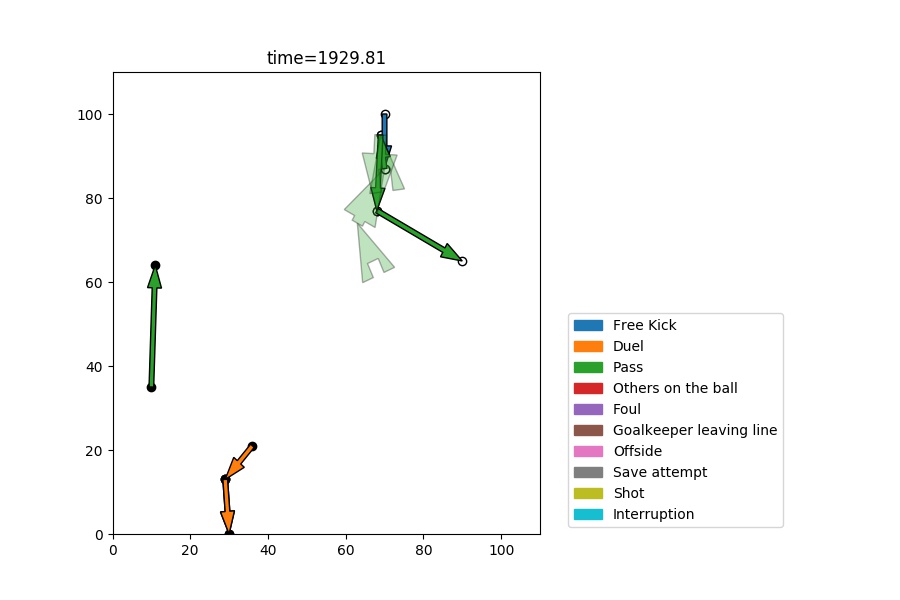 time=1929.81
100
80
60
40
20
0
0 20 40 60 80 100
Free Kick
Duel
Pass
Others on the ball
Foul
Goalkeeper leaving line
Offside
Save attempt
Shot
Interruption